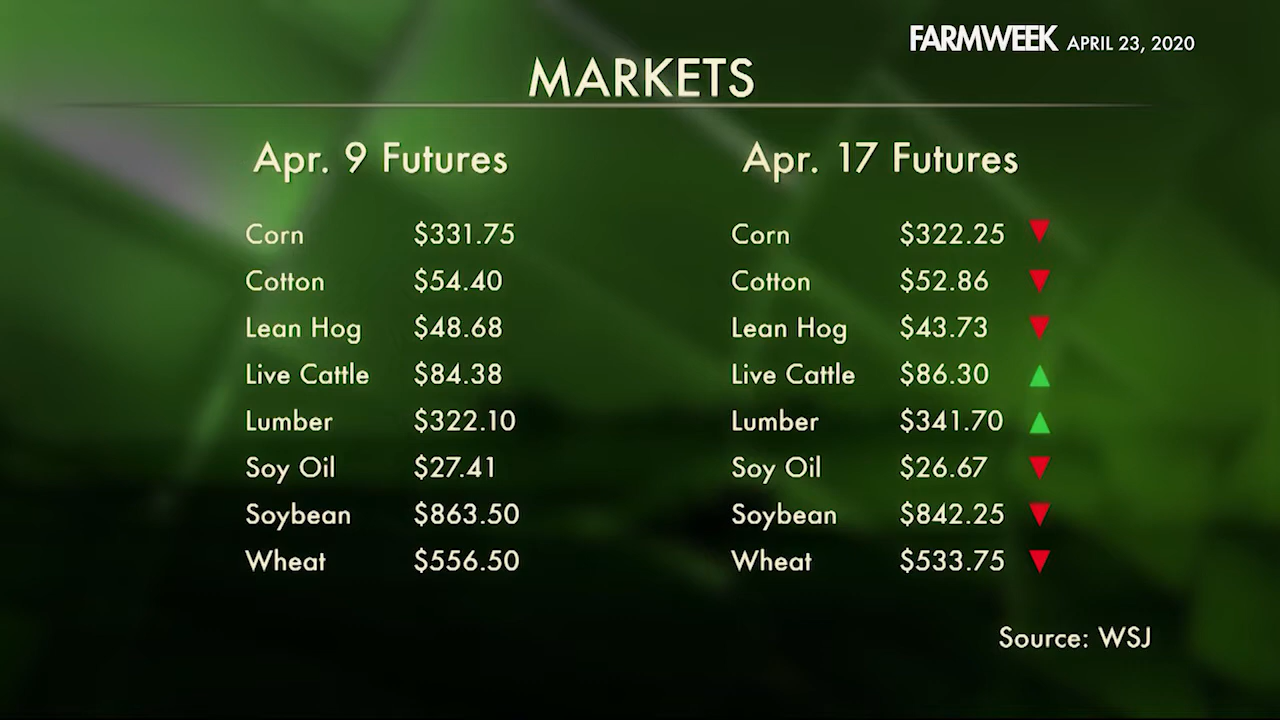 FARMWEEK APRIL 23, 2020
MARKETS
Apr. 9 Futures
Corn $331.75
Cotton $54.40
Lean Hog $48.68
Live Cattle $84.38
Lumber $322.10
Soy Oil $27.41
Soybean $863.50
Wheat $556.50
Apr. 17 Futures
Corn $322.25
Cotton $52.86
Lean Hog $43.73
Live Cattle $86.30
Lumber $341.70
Soy Oil $26.67
Soybean $842.25
Wheat $533.75
Source: WSJ